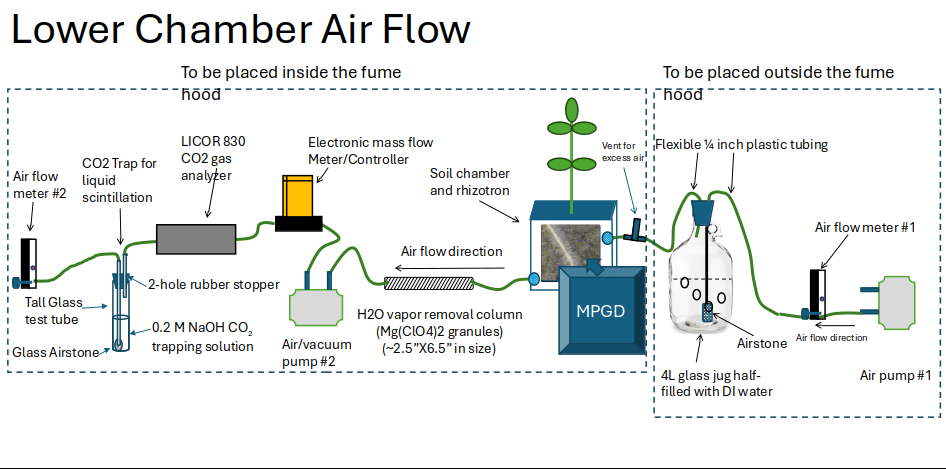 Lower Chamber Air Flow
To be placed inside the fume
hood
To be placed outside the fume
hood
Air flow
meter #2
CO2 Trap for
liquid
scintillation
LICOR 830
CO2 gas
analyzer
Electronic mass flow
Meter/Controller
Soil chamber
and rhizotron
Vent for
excess air
Flexible ¼ inch plastic tubing
Air flow meter #1
Air flow direction
2-hole rubber stopper
Tall Glass
test tube
0.2 M NaOH CO₂
trapping solution
Glass Airstone
Air/vacuum
pump #2
H2O vapor removal column
(Mg(ClO4)2 granules)
(~2.5”X6.5” in size)
MPGD
Airstone
Air flow direction
4L glass jug half-
filled with DI water
Air pump #1